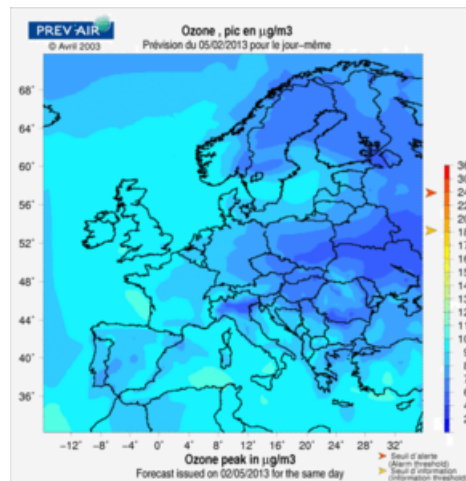 PREV'AIR
© Avril 2003
Ozone , pic en µg/m3
Prévision du 05/02/2013 pour le jour-même
68°
64°
60°
56°
52°
48°
44°
40°
36°
-12° -8° -4° 0° 4° 8° 12° 16° 20° 24° 28° 32°
Ozone peak in µg/m3
Forecast issued on 02/05/2013 for the same day
Seuil d'alerte
(Alarm threshold)
Seuil d'information
(Information threshold)